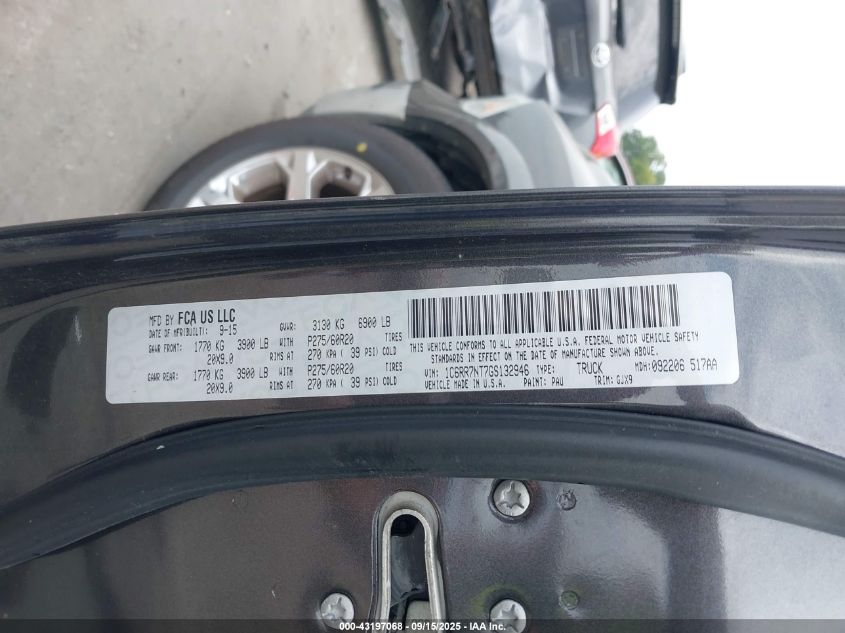 MFD BY FCA US LLC
DATE OF MFR(BUILT): 9-15 GVWR: 3130 KG 6900 LB
GAWR FRONT: 1770 KG 3900 LB WITH P275/60R20 TIRES
20X9.0 RIMS AT 270 KPA ( 39 PSI) COLD
GAWR REAR: 1770 KG 3900 LB WITH P275/60R20 TIRES
20X9.0 RIMS AT 270 KPA ( 39 PSI) COLD
THIS VEHICLE CONFORMS TO ALL APPLICABLE U.S.A. FEDERAL MOTOR VEHICLE SAFETY
STANDARDS IN EFFECT ON THE DATE OF MANUFACTURE SHOWN ABOVE.
VIN: 1C6RR7NT7GS132946 TYPE: TRUCK MDH: 092206 517AA
VEHICLE MADE IN U.S.A. PAINT: PAU TRIM: GJX9
000-43197068 - 09/15/2025 - IAA, Inc.